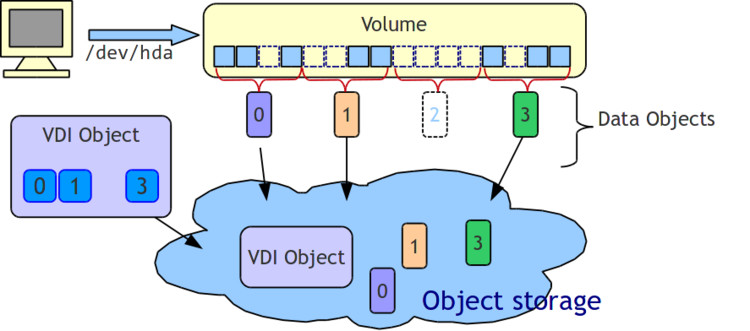 Volume
/dev/hda
0
1
2
3
Data Objects
VDI Object
0 1 3
VDI Object
1
3
0
Object storage